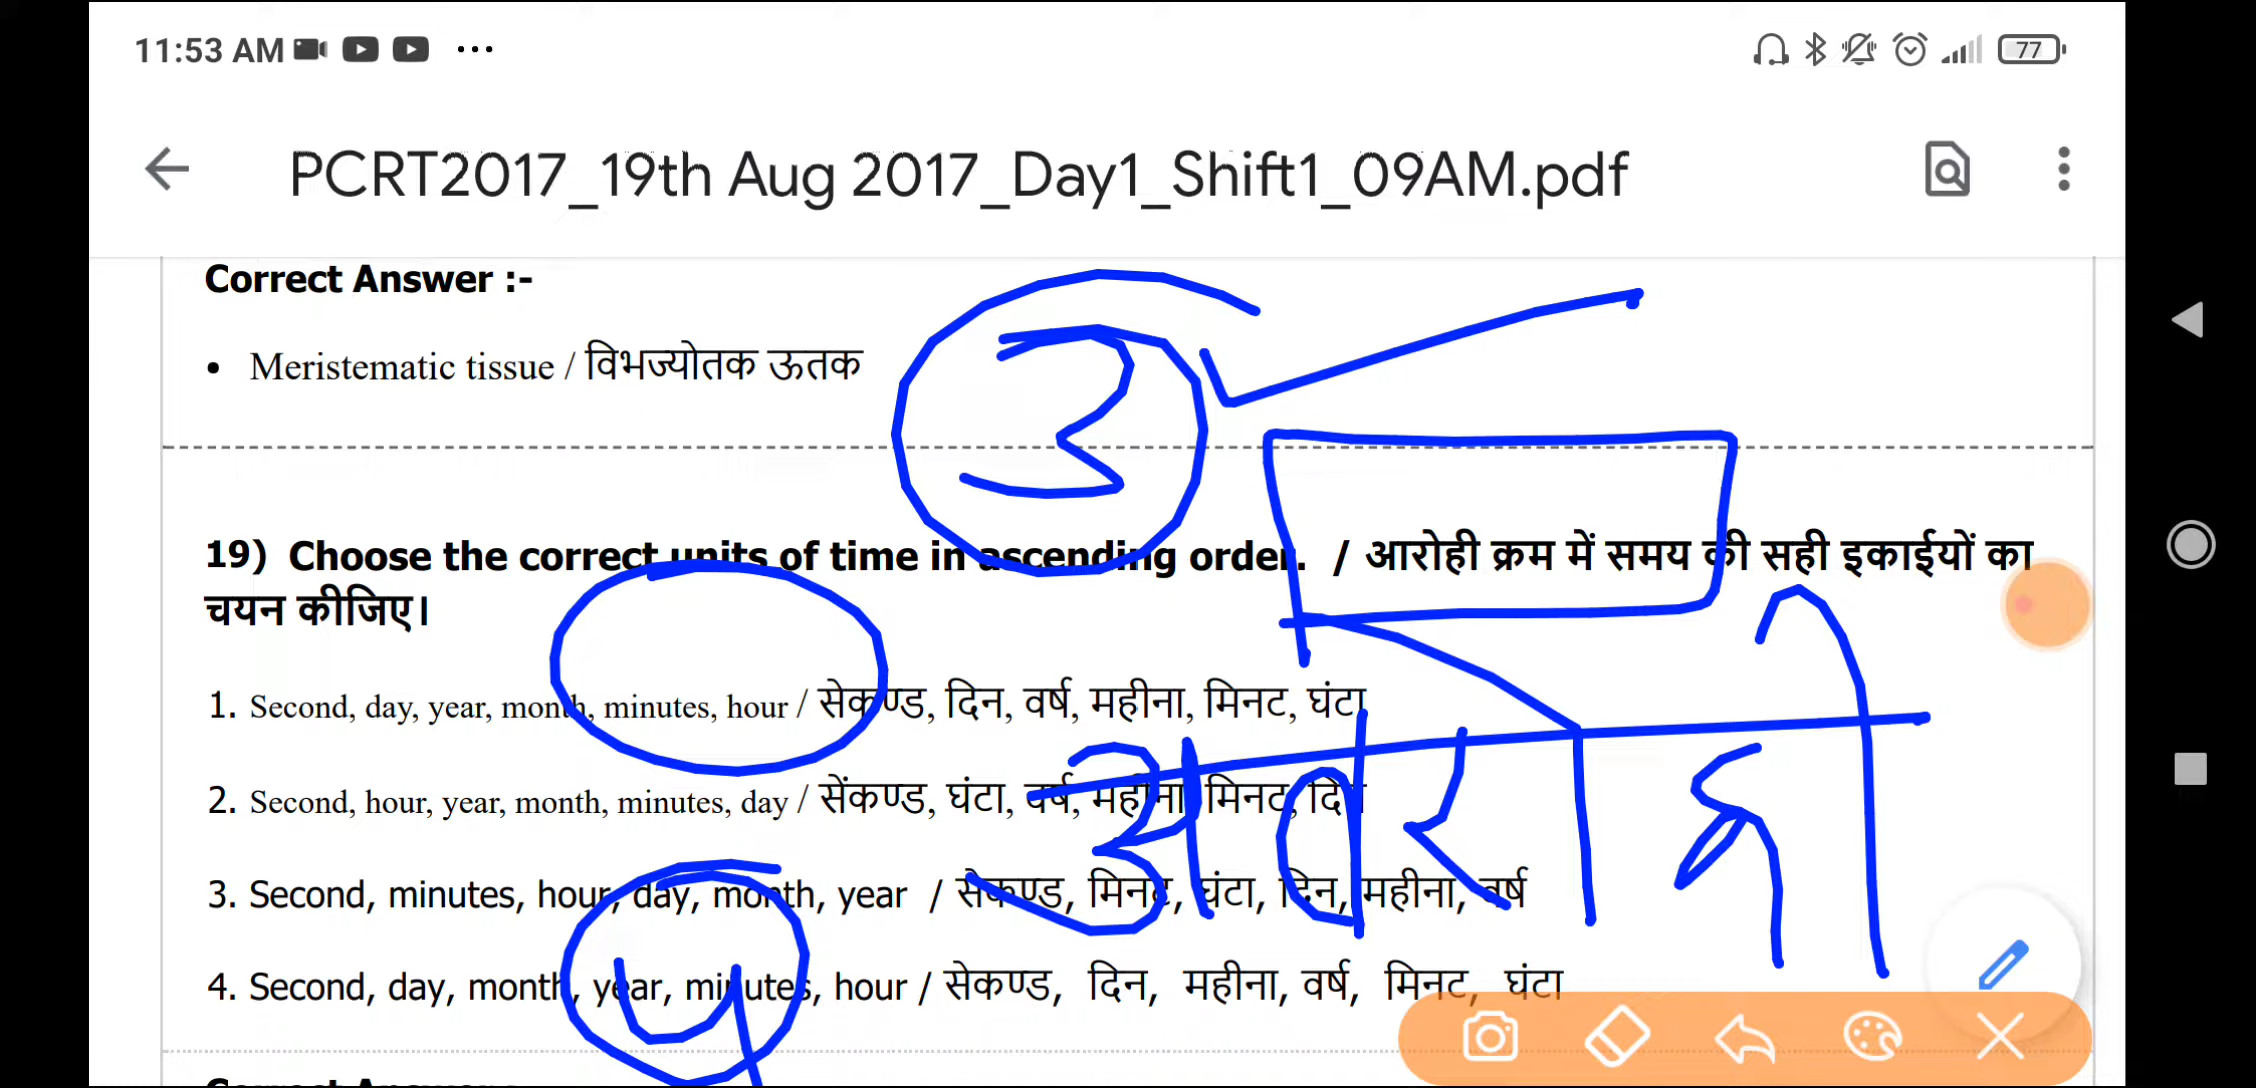 11:53 AM ...
77
PCRT2017_19th Aug 2017_Day1_Shift1_09AM.pdf
Correct Answer :-
• Meristematic tissue / विभज्योतक ऊतक
3
19) Choose the correct units of time in ascending order. / आरोही क्रम में समय की सही इकाईयों का
चयन कीजिए।
1. Second, day, year, month, minutes, hour / सेकण्ड, दिन, वर्ष, महीना, मिनट, घंटा
2. Second, hour, year, month, minutes, day / सेंकण्ड, घंटा, वर्ष, महीना, मिनट, दिन
3. Second, minutes, hour, day, month, year / सेकण्ड, मिनट, घंटा, दिन, महीना, वर्ष
4. Second, day, month, year, minutes, hour / सेकण्ड, दिन, महीना, वर्ष, मिनट, घंटा
Correct Answer :-